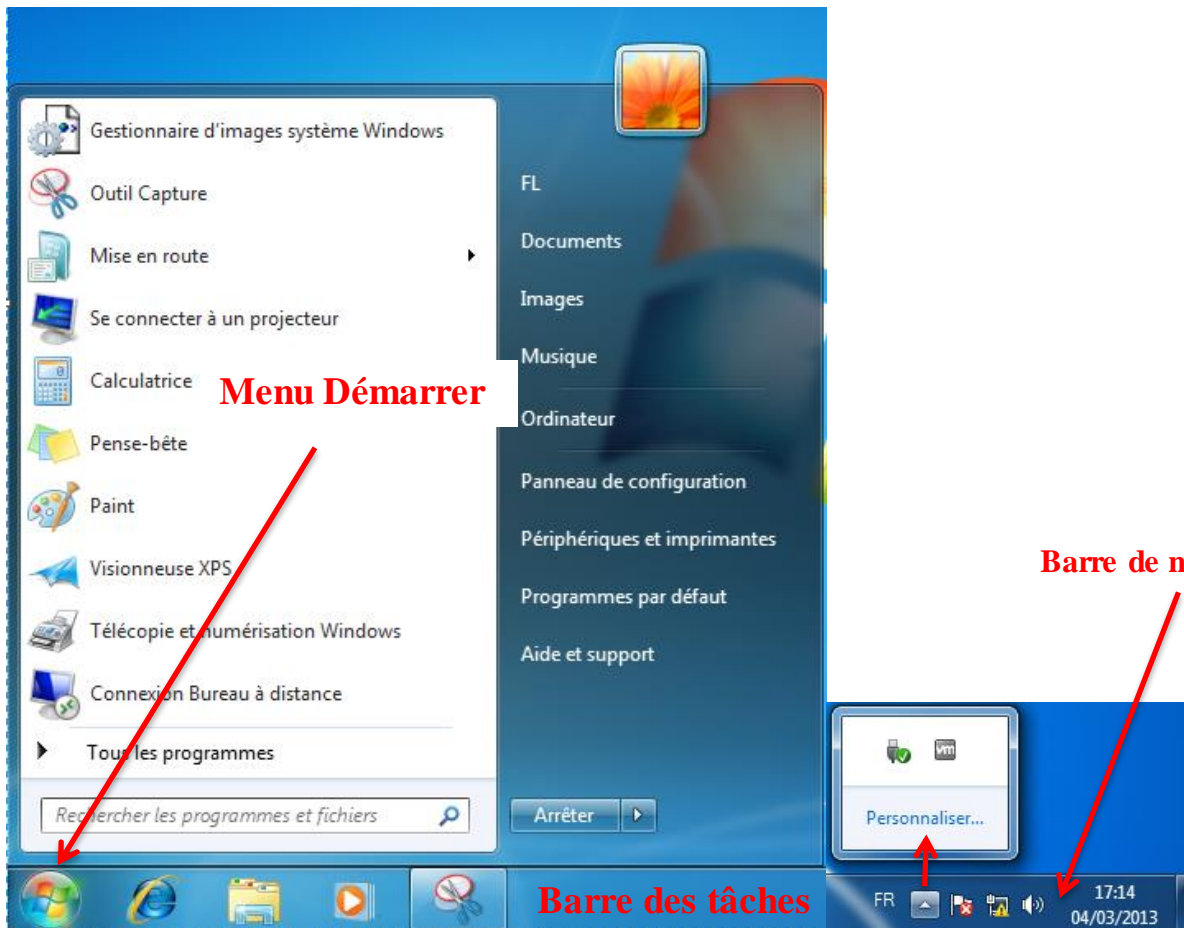 Gestionnaire d'images système Windows
Outil Capture
Mise en route
Se connecter à un projecteur
Calculatrice
Menu Démarrer
Pense-bête
Paint
Visionneuse XPS
Télécopie et numérisation Windows
Connexion Bureau à distance
Tous les programmes
Rechercher les programmes et fichiers
FL
Documents
Images
Musique
Ordinateur
Panneau de configuration
Périphériques et imprimantes
Programmes par défaut
Aide et support
Arrêter
Barre des tâches
Barre de
vm
Personnaliser...
FR
17:14
04/03/2013